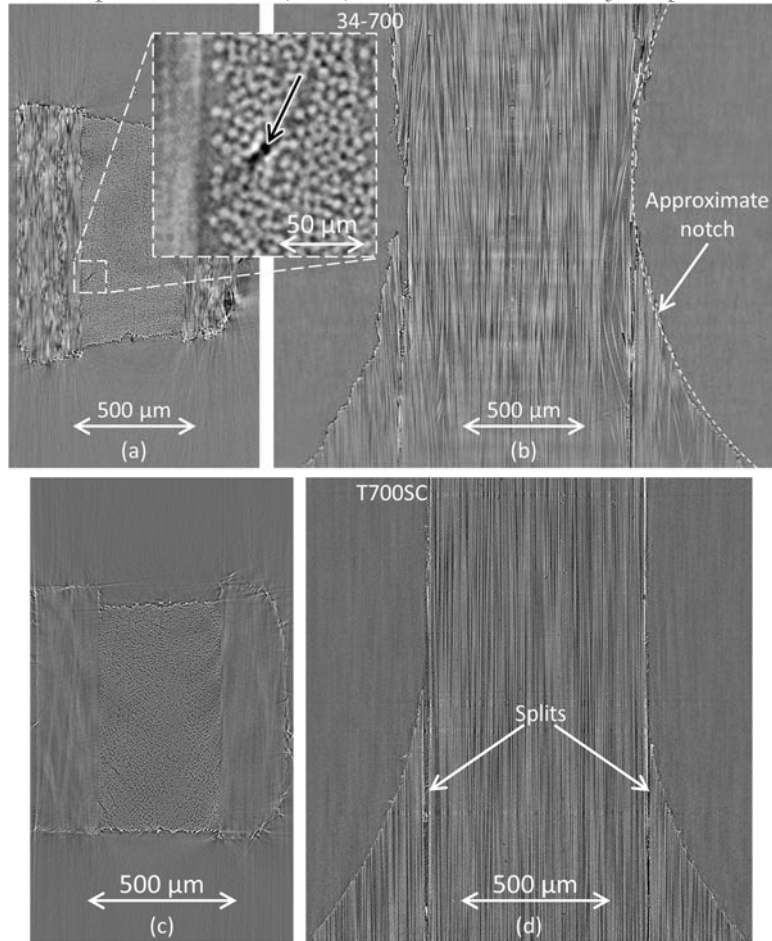 34-700
50 µm
Approximate
notch
500 µm
(a)
500 µm
(b)
T700SC
Splits
500 µm
(c)
500 µm
(d)